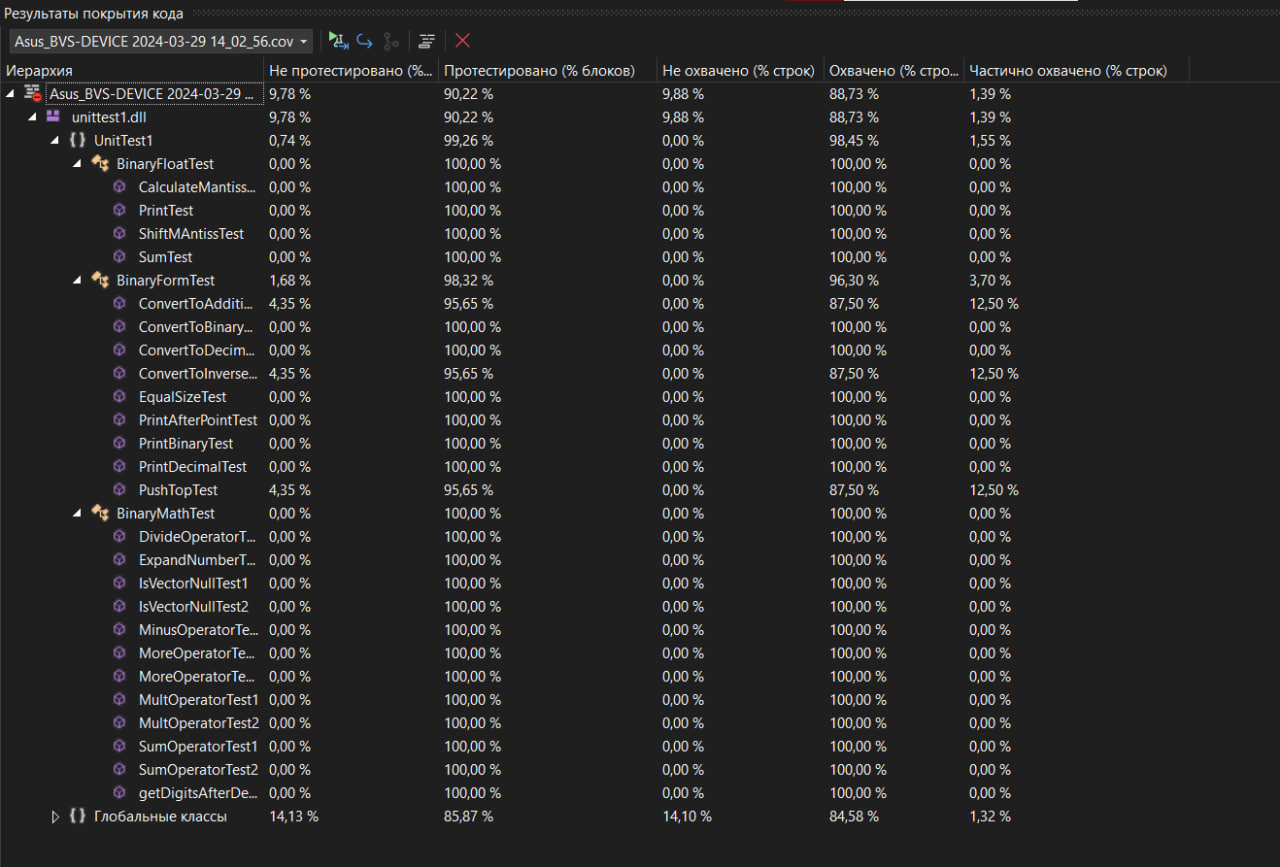 Результаты покрытия кода
Asus_BVS-DEVICE 2024-03-29 14_02_56.cov
Иерархия Не протестировано (%... Протестировано (% блоков) Не охвачено (% строк) Охвачено (% стро... Частично охвачено (% строк)
Asus_BVS-DEVICE 2024-03-29 ... 9,78 % 90,22 % 9,88 % 88,73 % 1,39 %
unittest1.dll 9,78 % 90,22 % 9,88 % 88,73 % 1,39 %
{ } UnitTest1 0,74 % 99,26 % 0,00 % 98,45 % 1,55 %
BinaryFloatTest 0,00 % 100,00 % 0,00 % 100,00 % 0,00 %
CalculateMantiss... 0,00 % 100,00 % 0,00 % 100,00 % 0,00 %
PrintTest 0,00 % 100,00 % 0,00 % 100,00 % 0,00 %
ShiftMAntissTest 0,00 % 100,00 % 0,00 % 100,00 % 0,00 %
SumTest 0,00 % 100,00 % 0,00 % 100,00 % 0,00 %
BinaryFormTest 1,68 % 98,32 % 0,00 % 96,30 % 3,70 %
ConvertToAdditi... 4,35 % 95,65 % 0,00 % 87,50 % 12,50 %
ConvertToBinary... 0,00 % 100,00 % 0,00 % 100,00 % 0,00 %
ConvertToDecim... 0,00 % 100,00 % 0,00 % 100,00 % 0,00 %
ConvertToInverse... 4,35 % 95,65 % 0,00 % 87,50 % 12,50 %
EqualSizeTest 0,00 % 100,00 % 0,00 % 100,00 % 0,00 %
PrintAfterPointTest 0,00 % 100,00 % 0,00 % 100,00 % 0,00 %
PrintBinaryTest 0,00 % 100,00 % 0,00 % 100,00 % 0,00 %
PrintDecimalTest 0,00 % 100,00 % 0,00 % 100,00 % 0,00 %
PushTopTest 4,35 % 95,65 % 0,00 % 87,50 % 12,50 %
BinaryMathTest 0,00 % 100,00 % 0,00 % 100,00 % 0,00 %
DivideOperatorT... 0,00 % 100,00 % 0,00 % 100,00 % 0,00 %
ExpandNumberT... 0,00 % 100,00 % 0,00 % 100,00 % 0,00 %
IsVectorNullTest1 0,00 % 100,00 % 0,00 % 100,00 % 0,00 %
IsVectorNullTest2 0,00 % 100,00 % 0,00 % 100,00 % 0,00 %
MinusOperatorTe... 0,00 % 100,00 % 0,00 % 100,00 % 0,00 %
MoreOperatorTe... 0,00 % 100,00 % 0,00 % 100,00 % 0,00 %
MoreOperatorTe... 0,00 % 100,00 % 0,00 % 100,00 % 0,00 %
MultOperatorTest1 0,00 % 100,00 % 0,00 % 100,00 % 0,00 %
MultOperatorTest2 0,00 % 100,00 % 0,00 % 100,00 % 0,00 %
SumOperatorTest1 0,00 % 100,00 % 0,00 % 100,00 % 0,00 %
SumOperatorTest2 0,00 % 100,00 % 0,00 % 100,00 % 0,00 %
getDigitsAfterDe... 0,00 % 100,00 % 0,00 % 100,00 % 0,00 %
{ } Глобальные классы 14,13 % 85,87 % 14,10 % 84,58 % 1,32 %